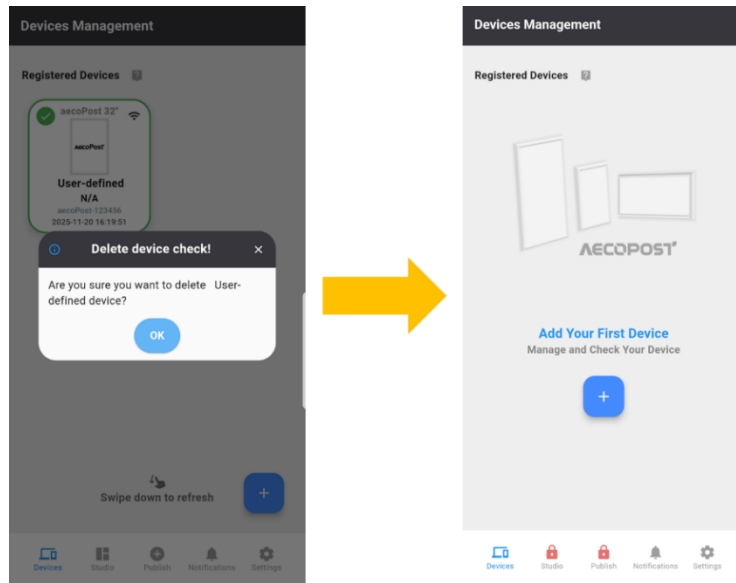 Devices Management
Registered Devices
aecoPost 32"
AECOPOST
User-defined
N/A
aecoPost-123456
2025-11-20 16:19:51
Delete device check!
Are you sure you want to delete User-
defined device?
OK
Swipe down to refresh
Devices Studio Publish Notifications Settings
Devices Management
Registered Devices
AECOPOST
Add Your First Device
Manage and Check Your Device
Devices Studio Publish Notifications Settings